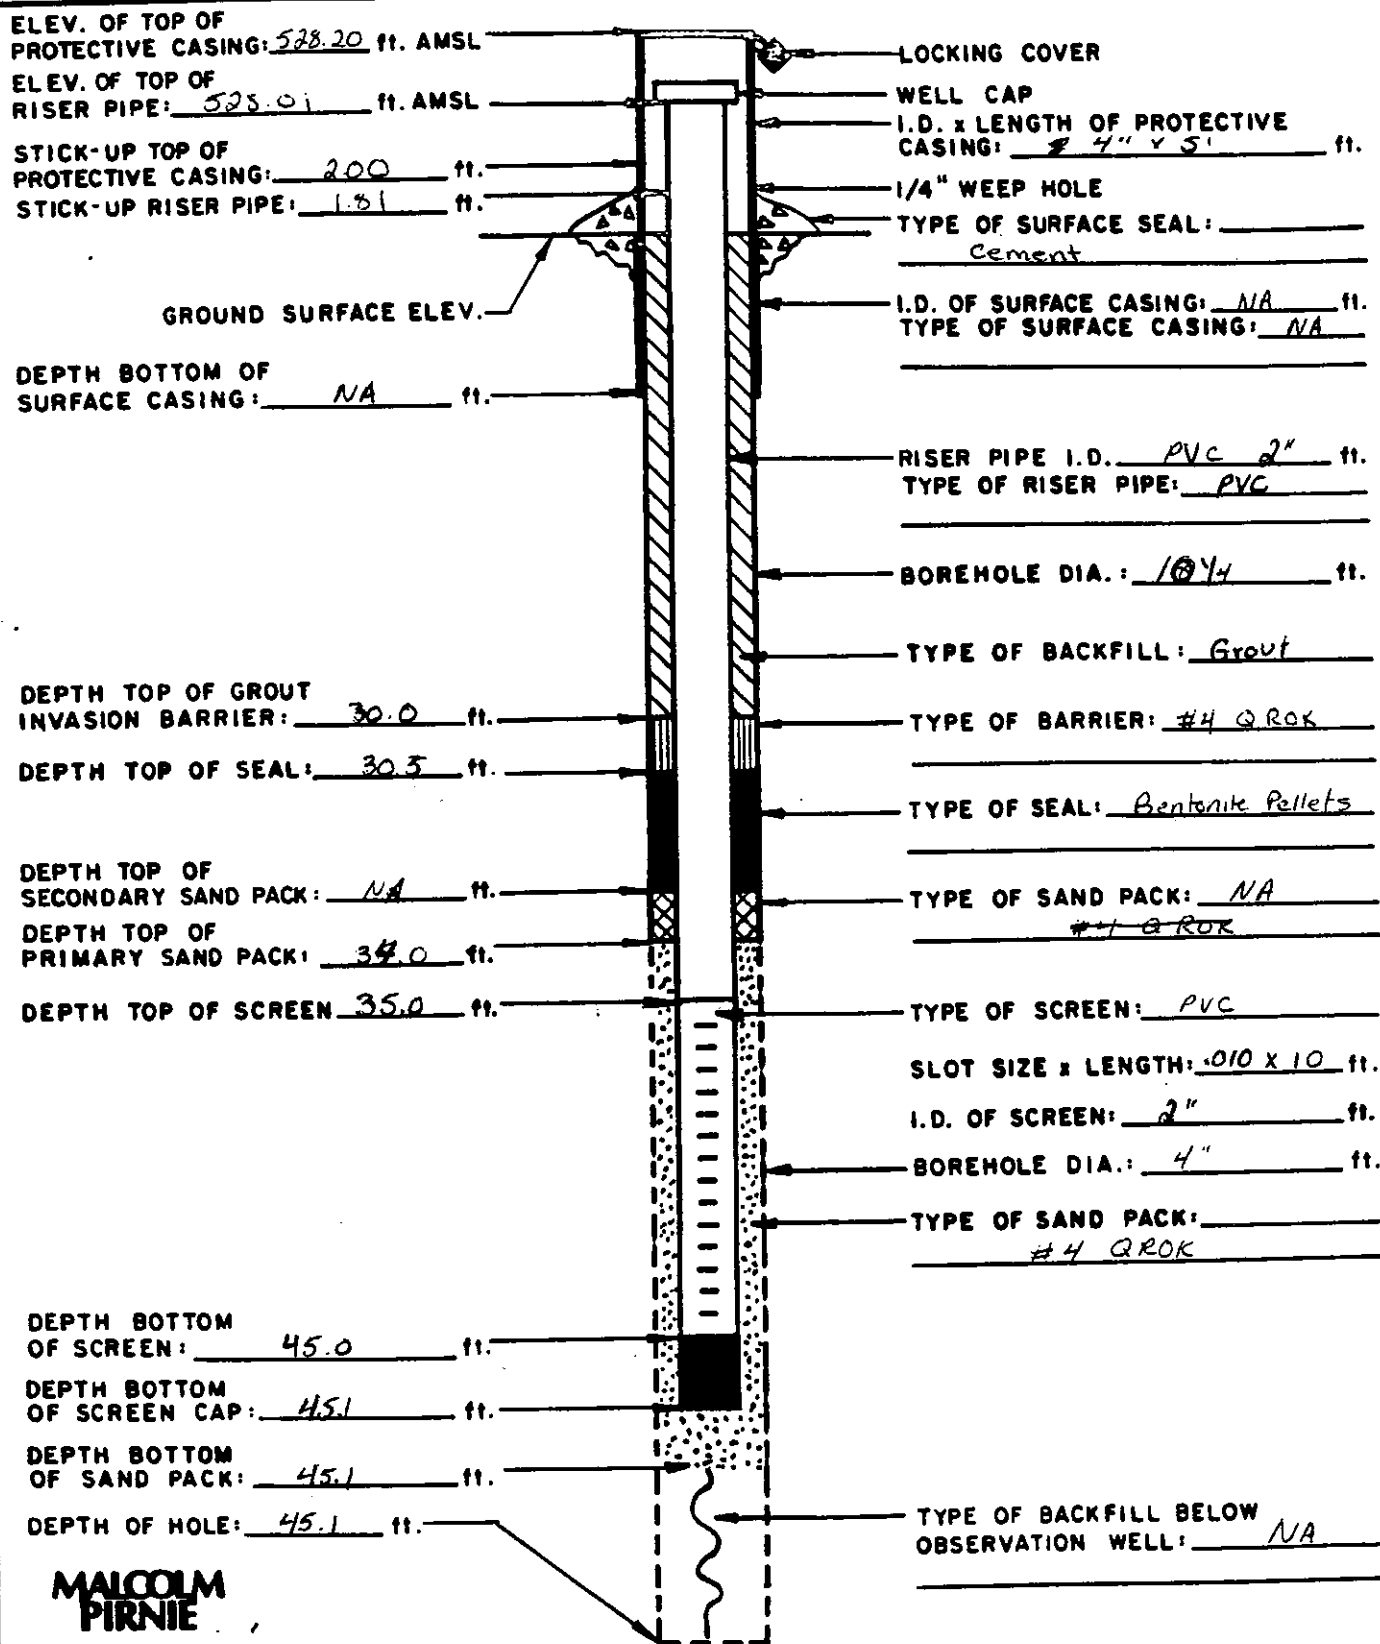 ELEV. OF TOP OF
PROTECTIVE CASING: 528.20 ft. AMSL
ELEV. OF TOP OF
RISER PIPE: 528.01 ft. AMSL
STICK-UP TOP OF
PROTECTIVE CASING: 2.00 ft.
STICK-UP RISER PIPE: 1.81 ft.
GROUND SURFACE ELEV.
DEPTH BOTTOM OF
SURFACE CASING: NA ft.
DEPTH TOP OF GROUT
INVASION BARRIER: 30.0 ft.
DEPTH TOP OF SEAL: 30.5 ft.
DEPTH TOP OF
SECONDARY SAND PACK: NA ft.
DEPTH TOP OF
PRIMARY SAND PACK: 34.0 ft.
DEPTH TOP OF SCREEN 35.0 ft.
DEPTH BOTTOM
OF SCREEN: 45.0 ft.
DEPTH BOTTOM
OF SCREEN CAP: 45.1 ft.
DEPTH BOTTOM
OF SAND PACK: 45.1 ft.
DEPTH OF HOLE: 45.1 ft.
MALCOLM
PIRNIE
LOCKING COVER
WELL CAP
I.D. x LENGTH OF PROTECTIVE
CASING: 4" x 5' ft.
1/4" WEEP HOLE
TYPE OF SURFACE SEAL:
Cement
I.D. OF SURFACE CASING: NA ft.
TYPE OF SURFACE CASING: NA
RISER PIPE I.D. PVC 2" ft.
TYPE OF RISER PIPE: PVC
BOREHOLE DIA.: ft.
TYPE OF BACKFILL: Grout
TYPE OF BARRIER: #4 Q ROK
TYPE OF SEAL: Bentonite Pellets
TYPE OF SAND PACK: NA
#4 Q ROK
TYPE OF SCREEN: PVC
SLOT SIZE x LENGTH: .010 X 10 ft.
I.D. OF SCREEN: 2" ft.
BOREHOLE DIA.: 4" ft.
TYPE OF SAND PACK:
#4 QROK
TYPE OF BACKFILL BELOW
OBSERVATION WELL: NA